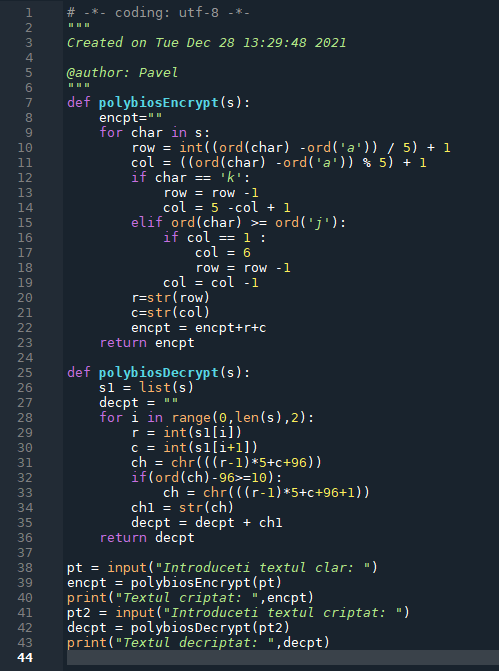 1 # -*- coding: utf-8 -*-
2 """
3 Created on Tue Dec 28 13:29:48 2021
4
5 @author: Pavel
6 """
7 def polybiosEncrypt(s):
8     encpt=""
9     for char in s:
10         row = int((ord(char) -ord('a')) / 5) + 1
11         col = ((ord(char) -ord('a')) % 5) + 1
12         if char == 'k':
13             row = row -1
14             col = 5 -col + 1
15         elif ord(char) >= ord('j'):
16             if col == 1 :
17                 col = 6
18                 row = row -1
19             col = col -1
20         r=str(row)
21         c=str(col)
22         encpt = encpt+r+c
23     return encpt
24
25 def polybiosDecrypt(s):
26     s1 = list(s)
27     decpt = ""
28     for i in range(0,len(s),2):
29         r = int(s1[i])
30         c = int(s1[i+1])
31         ch = chr(((r-1)*5+c+96))
32         if(ord(ch)-96>=10):
33             ch = chr(((r-1)*5+c+96+1))
34         ch1 = str(ch)
35         decpt = decpt + ch1
36     return decpt
37
38 pt = input("Introduceti textul clar: ")
39 encpt = polybiosEncrypt(pt)
40 print("Textul criptat: ",encpt)
41 pt2 = input("Introduceti textul criptat: ")
42 decpt = polybiosDecrypt(pt2)
43 print("Textul decriptat: ",decpt)
44